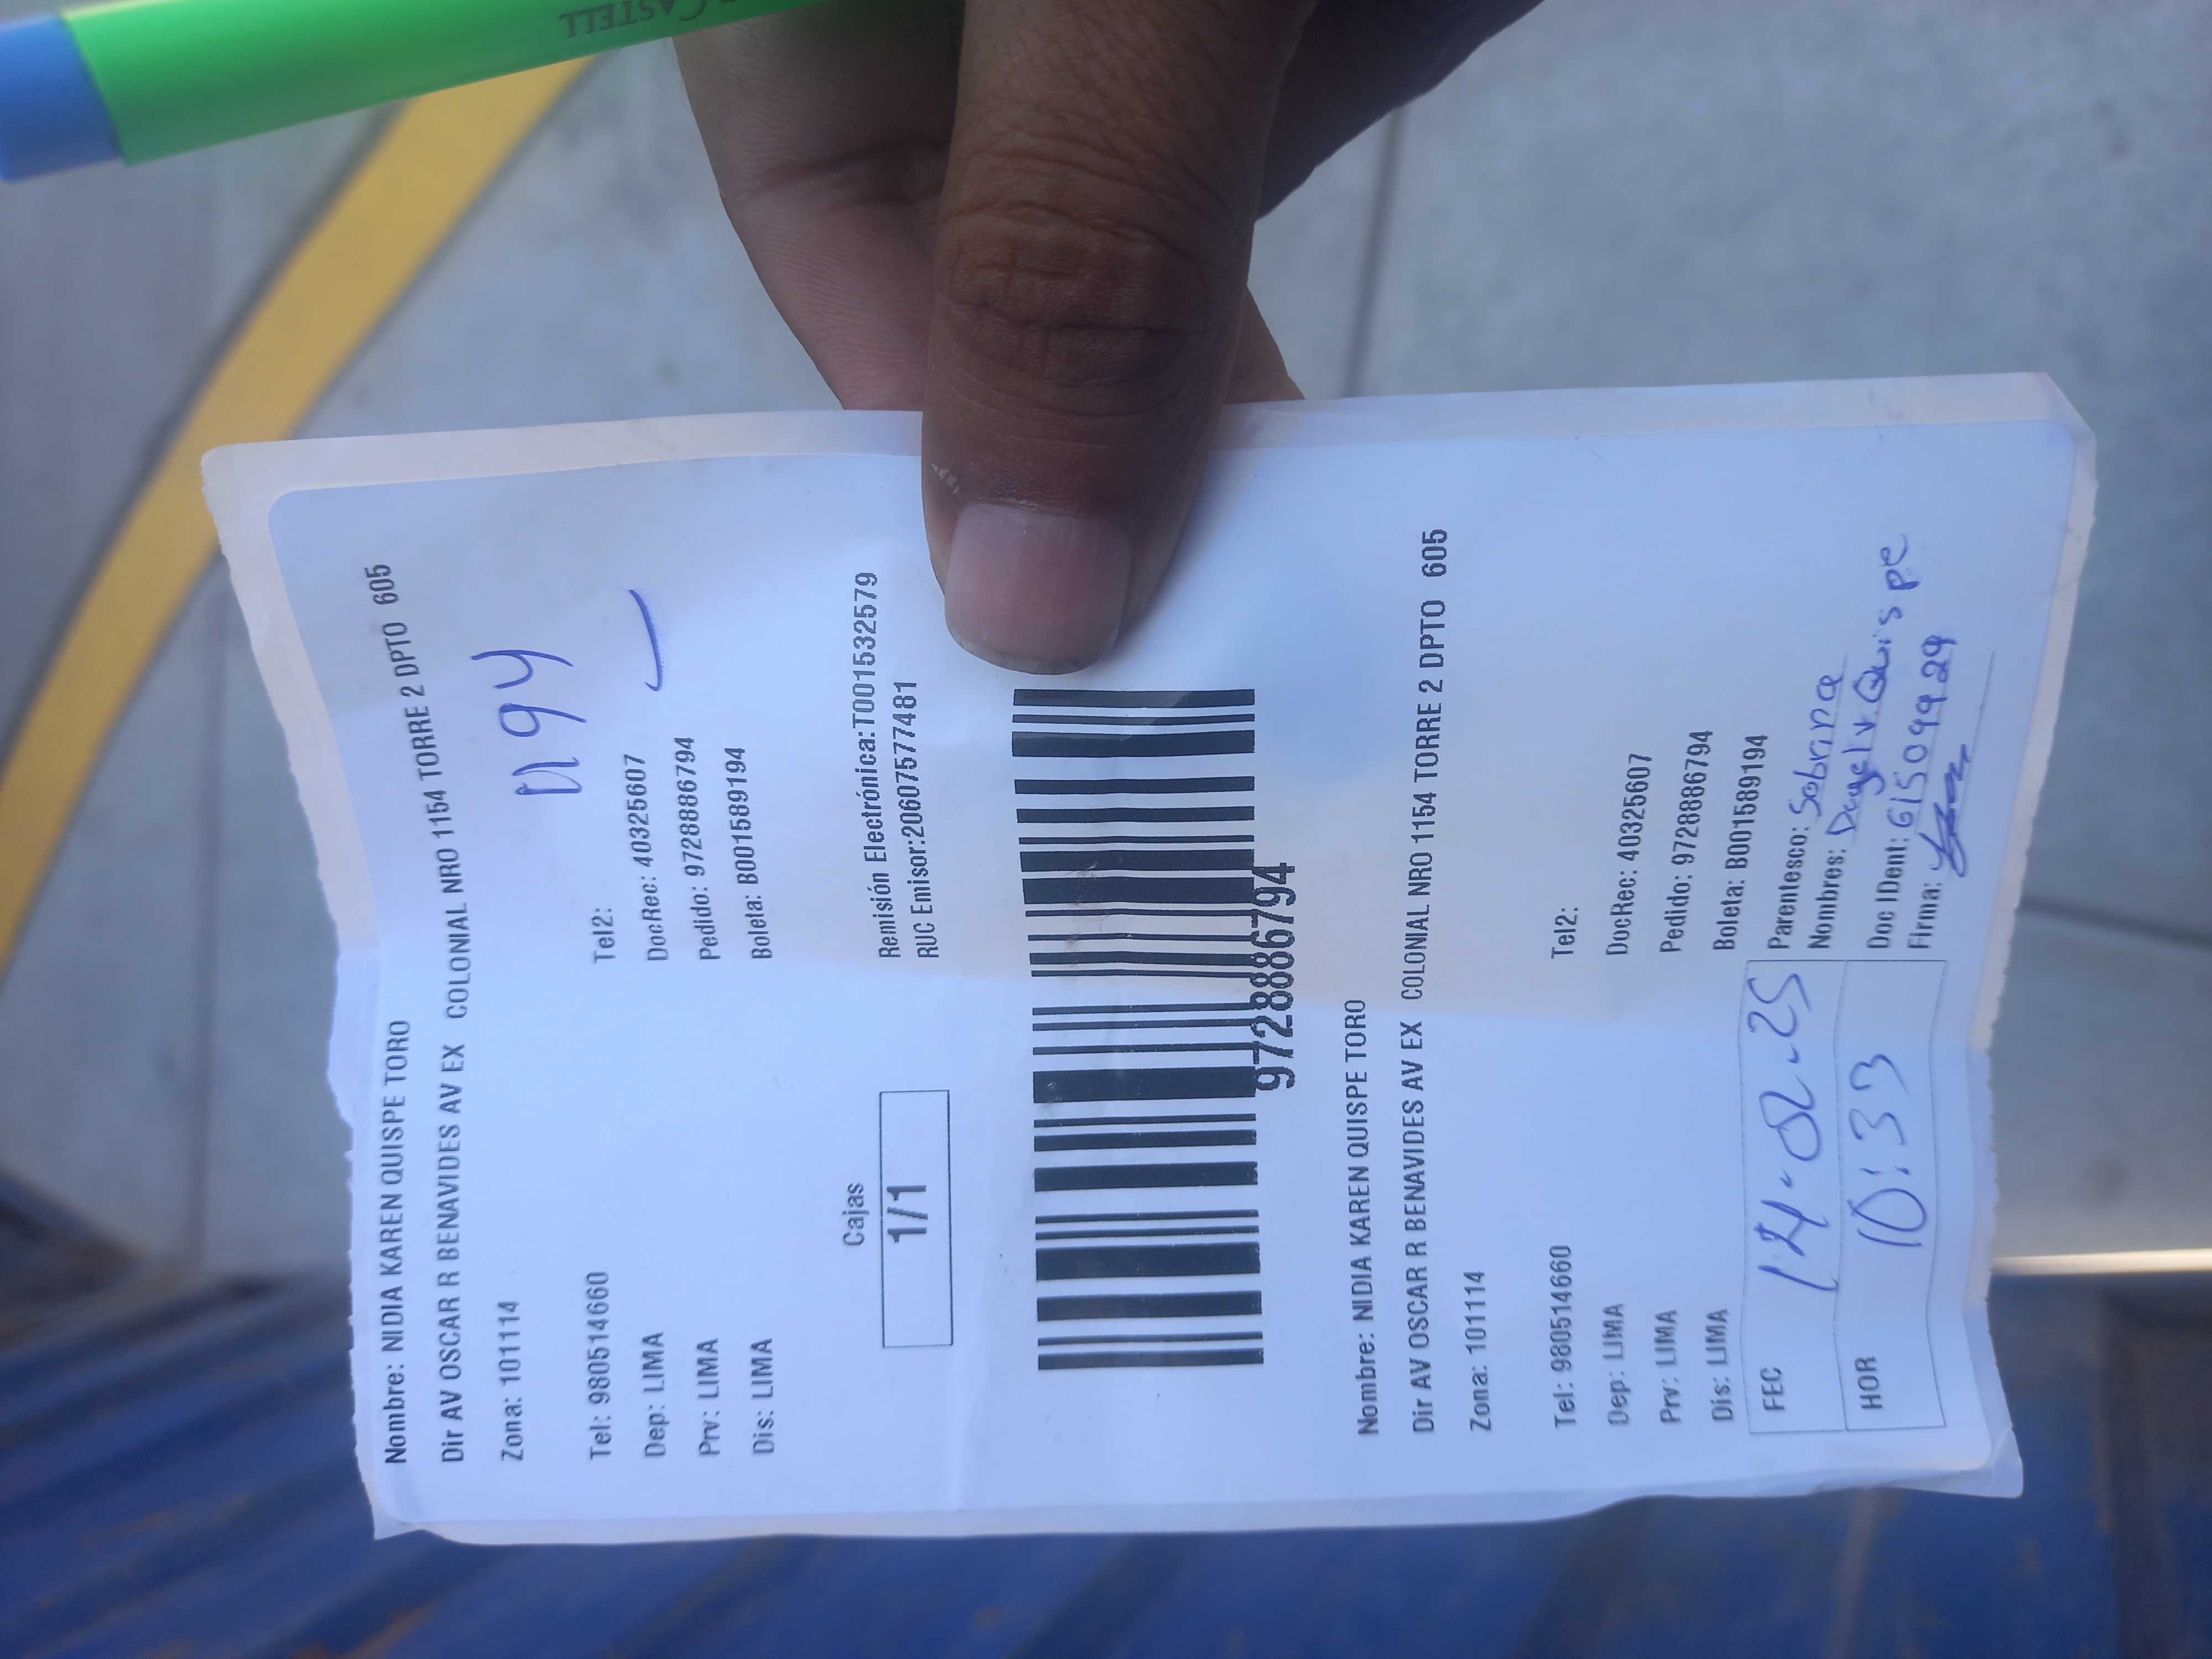 CASTELL
Nombre: NIDIA KAREN QUISPE TORO
Dir AV OSCAR R BENAVIDES AV EX COLONIAL NRO 1154 TORRE 2 DPTO 605
Zona: 101114
194
Tel: 980514660 Tel2:
Dep: LIMA DocRec: 40325607
Prv: LIMA Pedido: 9728886794
Dis: LIMA Boleta: B001589194
Cajas
1/1
Remisión Electrónica:T001532579
RUC Emisor:20607577481
9728886794
Nombre: NIDIA KAREN QUISPE TORO
Dir AV OSCAR R BENAVIDES AV EX COLONIAL NRO 1154 TORRE 2 DPTO 605
Zona: 101114
Tel: 980514660 Tel2:
Dep: LIMA DocRec: 40325607
Prv: LIMA Pedido: 9728886794
Dis: LIMA Boleta: B001589194
FEC 14-02-25
HOR 10:33
Parentesco: Sobrina
Nombres: Quispe
Doc IDent: 61509929
Firma: